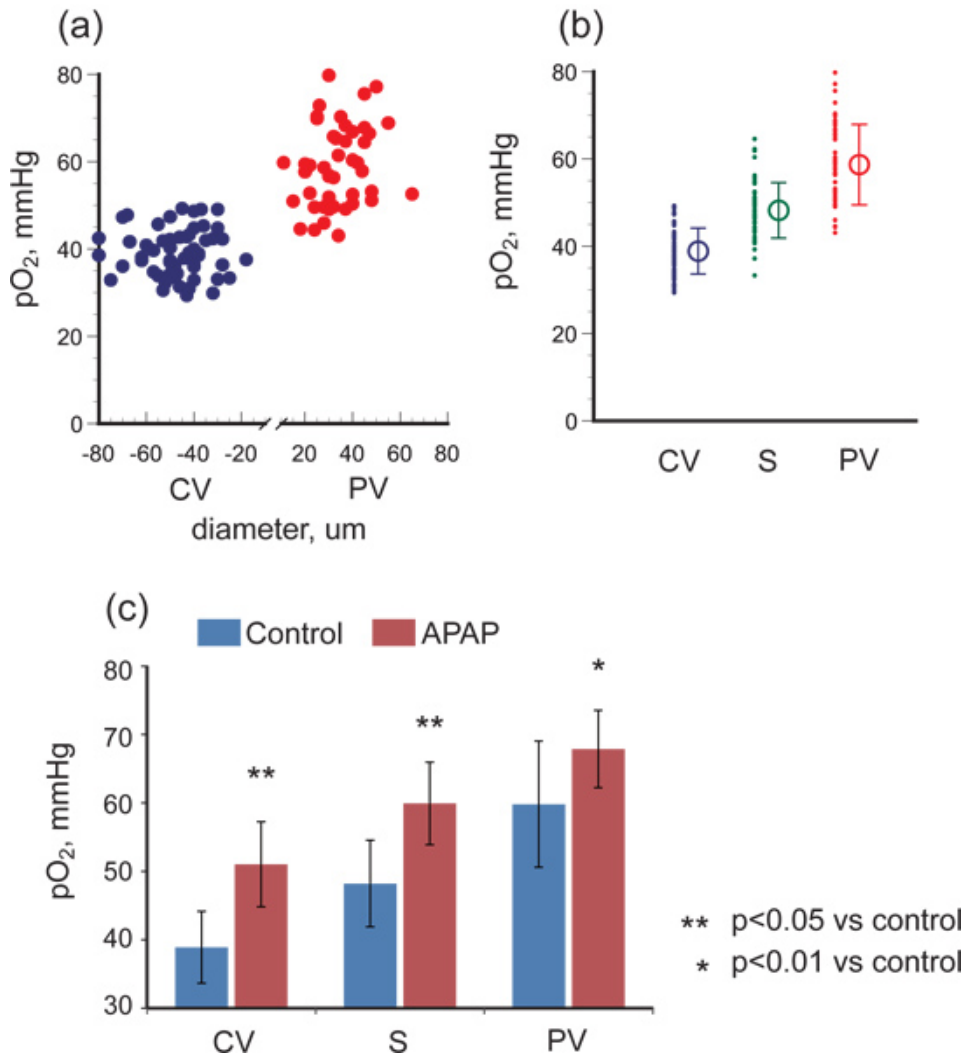 (a)
pO2, mmHg
80
60
40
20
0
-80 -60 -40 -20 20 40 60 80
CV PV
diameter, um
(b)
pO2, mmHg
80
60
40
20
0
CV S PV
(c)
Control APAP
pO2, mmHg
80
70
60
50
40
30
** ** *
CV S PV
** p<0.05 vs control
* p<0.01 vs control